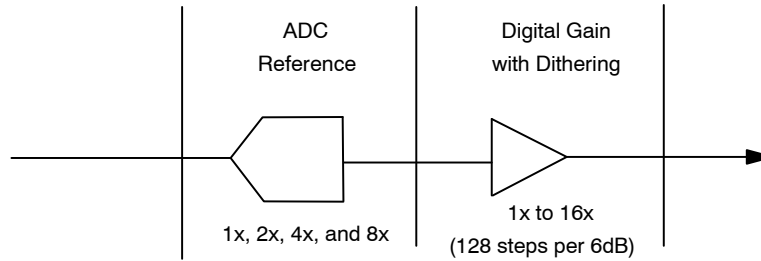 ADC
Reference
1x, 2x, 4x, and 8x
Digital Gain
with Dithering
1x to 16x
(128 steps per 6dB)